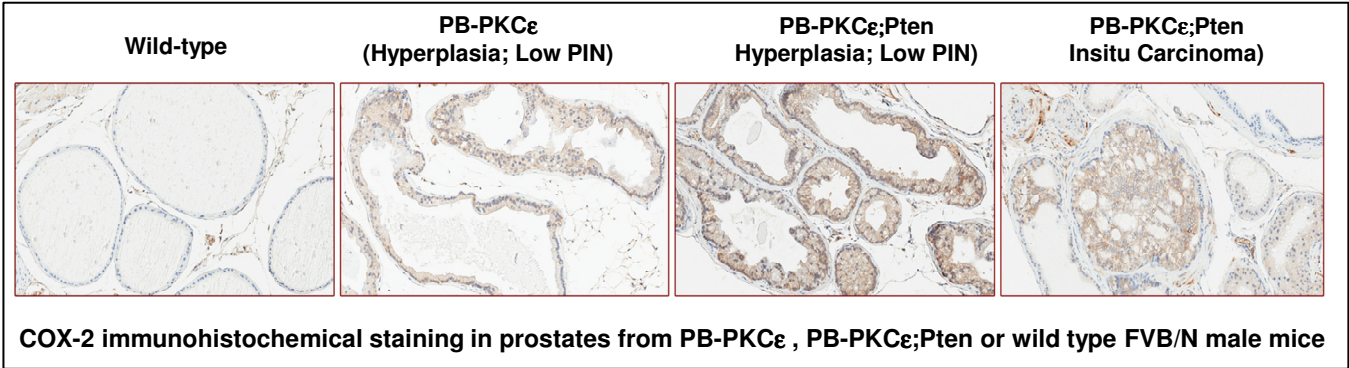 Wild-type
PB-PKCε
(Hyperplasia; Low PIN)
PB-PKCε;Pten
Hyperplasia; Low PIN)
PB-PKCε;Pten
Insitu Carcinoma)
COX-2 immunohistochemical staining in prostates from PB-PKCε , PB-PKCε;Pten or wild type FVB/N male mice